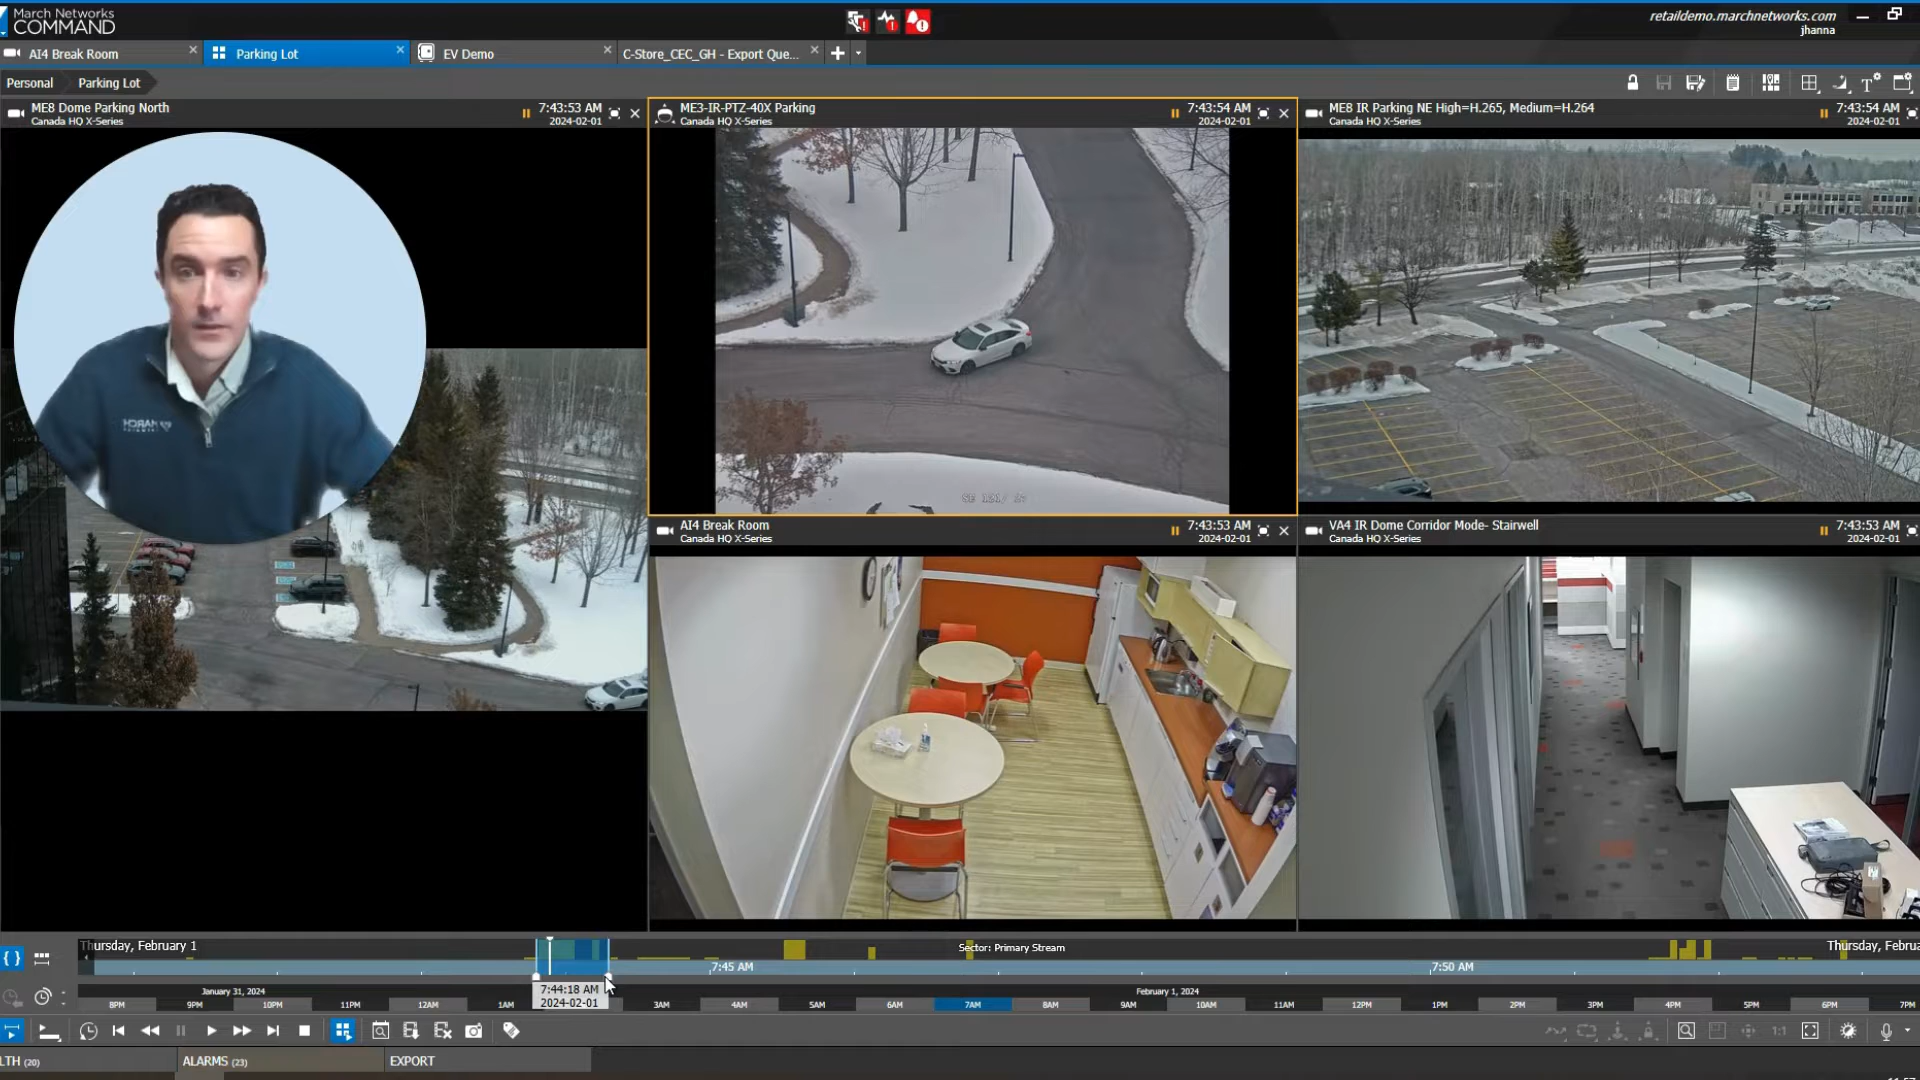 March Networks
COMMAND
retaildemo.marchnetworks.com
jhanna
AI4 Break Room
Parking Lot
EV Demo
C-Store_CEC_GH - Export Que...
Personal
Parking Lot
ME8 Dome Parking North
Canada HQ X-Series
7:43:53 AM
2024-02-01
ME3-IR-PTZ-40X Parking
Canada HQ X-Series
7:43:54 AM
2024-02-01
ME8 IR Parking NE High=H.265, Medium=H.264
Canada HQ X-Series
7:43:54 AM
2024-02-01
AI4 Break Room
Canada HQ X-Series
7:43:53 AM
2024-02-01
VA4 IR Dome Corridor Mode- Stairwell
Canada HQ X-Series
7:43:53 AM
2024-02-01
Thursday, February 1
Sector: Primary Stream
Thursday, Februa
7:45 AM
7:50 AM
7:44:18 AM
2024-02-01
January 31, 2024
February 1, 2024
8PM 9PM 10PM 11PM 12AM 1AM 3AM 4AM 5AM 6AM 7AM 8AM 9AM 10AM 11AM 12PM 1PM 2PM 3PM 4PM 5PM 6PM 7PM
1:1
LTH (20)
ALARMS (23)
EXPORT